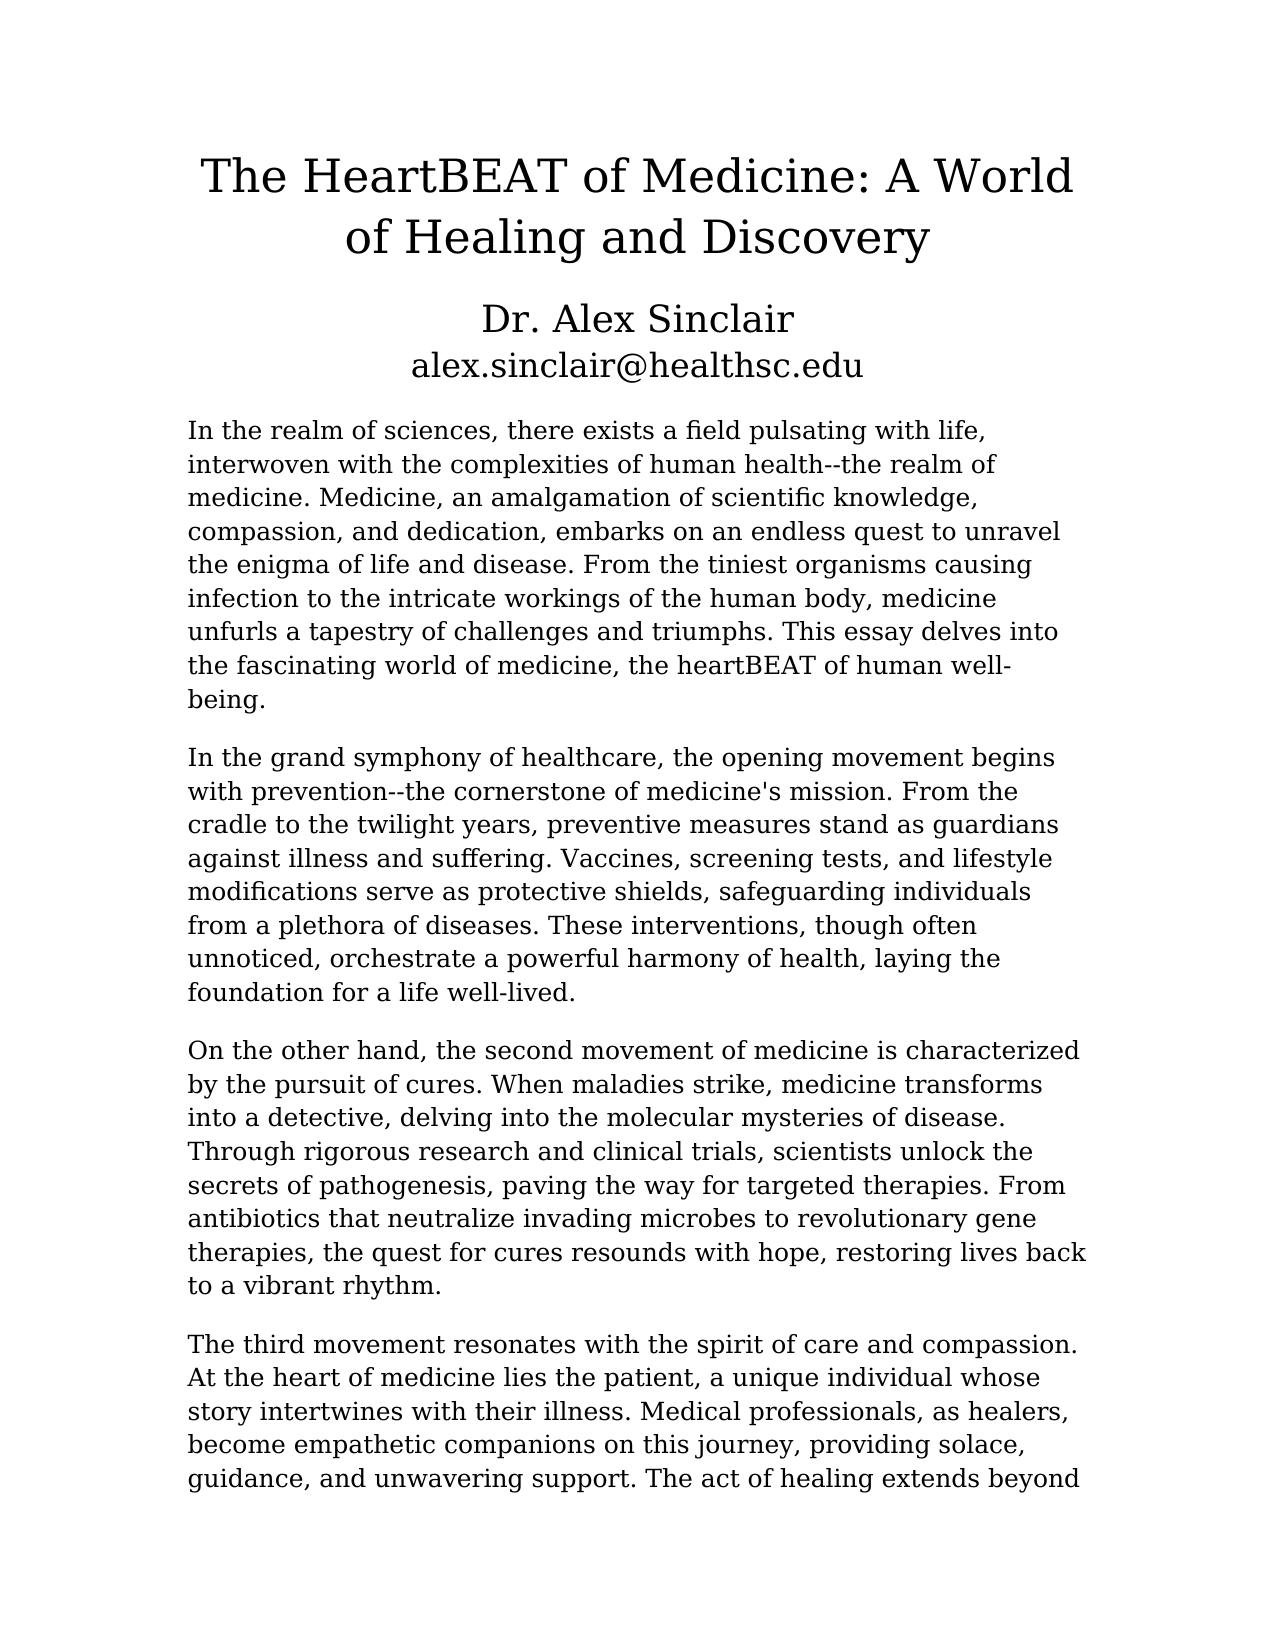 The HeartBEAT of Medicine: A World
of Healing and Discovery
Dr. Alex Sinclair
alex.sinclair@healthsc.edu
In the realm of sciences, there exists a field pulsating with life,
interwoven with the complexities of human health--the realm of
medicine. Medicine, an amalgamation of scientific knowledge,
compassion, and dedication, embarks on an endless quest to unravel
the enigma of life and disease. From the tiniest organisms causing
infection to the intricate workings of the human body, medicine
unfurls a tapestry of challenges and triumphs. This essay delves into
the fascinating world of medicine, the heartBEAT of human well-
being.
In the grand symphony of healthcare, the opening movement begins
with prevention--the cornerstone of medicine's mission. From the
cradle to the twilight years, preventive measures stand as guardians
against illness and suffering. Vaccines, screening tests, and lifestyle
modifications serve as protective shields, safeguarding individuals
from a plethora of diseases. These interventions, though often
unnoticed, orchestrate a powerful harmony of health, laying the
foundation for a life well-lived.
On the other hand, the second movement of medicine is characterized
by the pursuit of cures. When maladies strike, medicine transforms
into a detective, delving into the molecular mysteries of disease.
Through rigorous research and clinical trials, scientists unlock the
secrets of pathogenesis, paving the way for targeted therapies. From
antibiotics that neutralize invading microbes to revolutionary gene
therapies, the quest for cures resounds with hope, restoring lives back
to a vibrant rhythm.
The third movement resonates with the spirit of care and compassion.
At the heart of medicine lies the patient, a unique individual whose
story intertwines with their illness. Medical professionals, as healers,
become empathetic companions on this journey, providing solace,
guidance, and unwavering support. The act of healing extends beyond